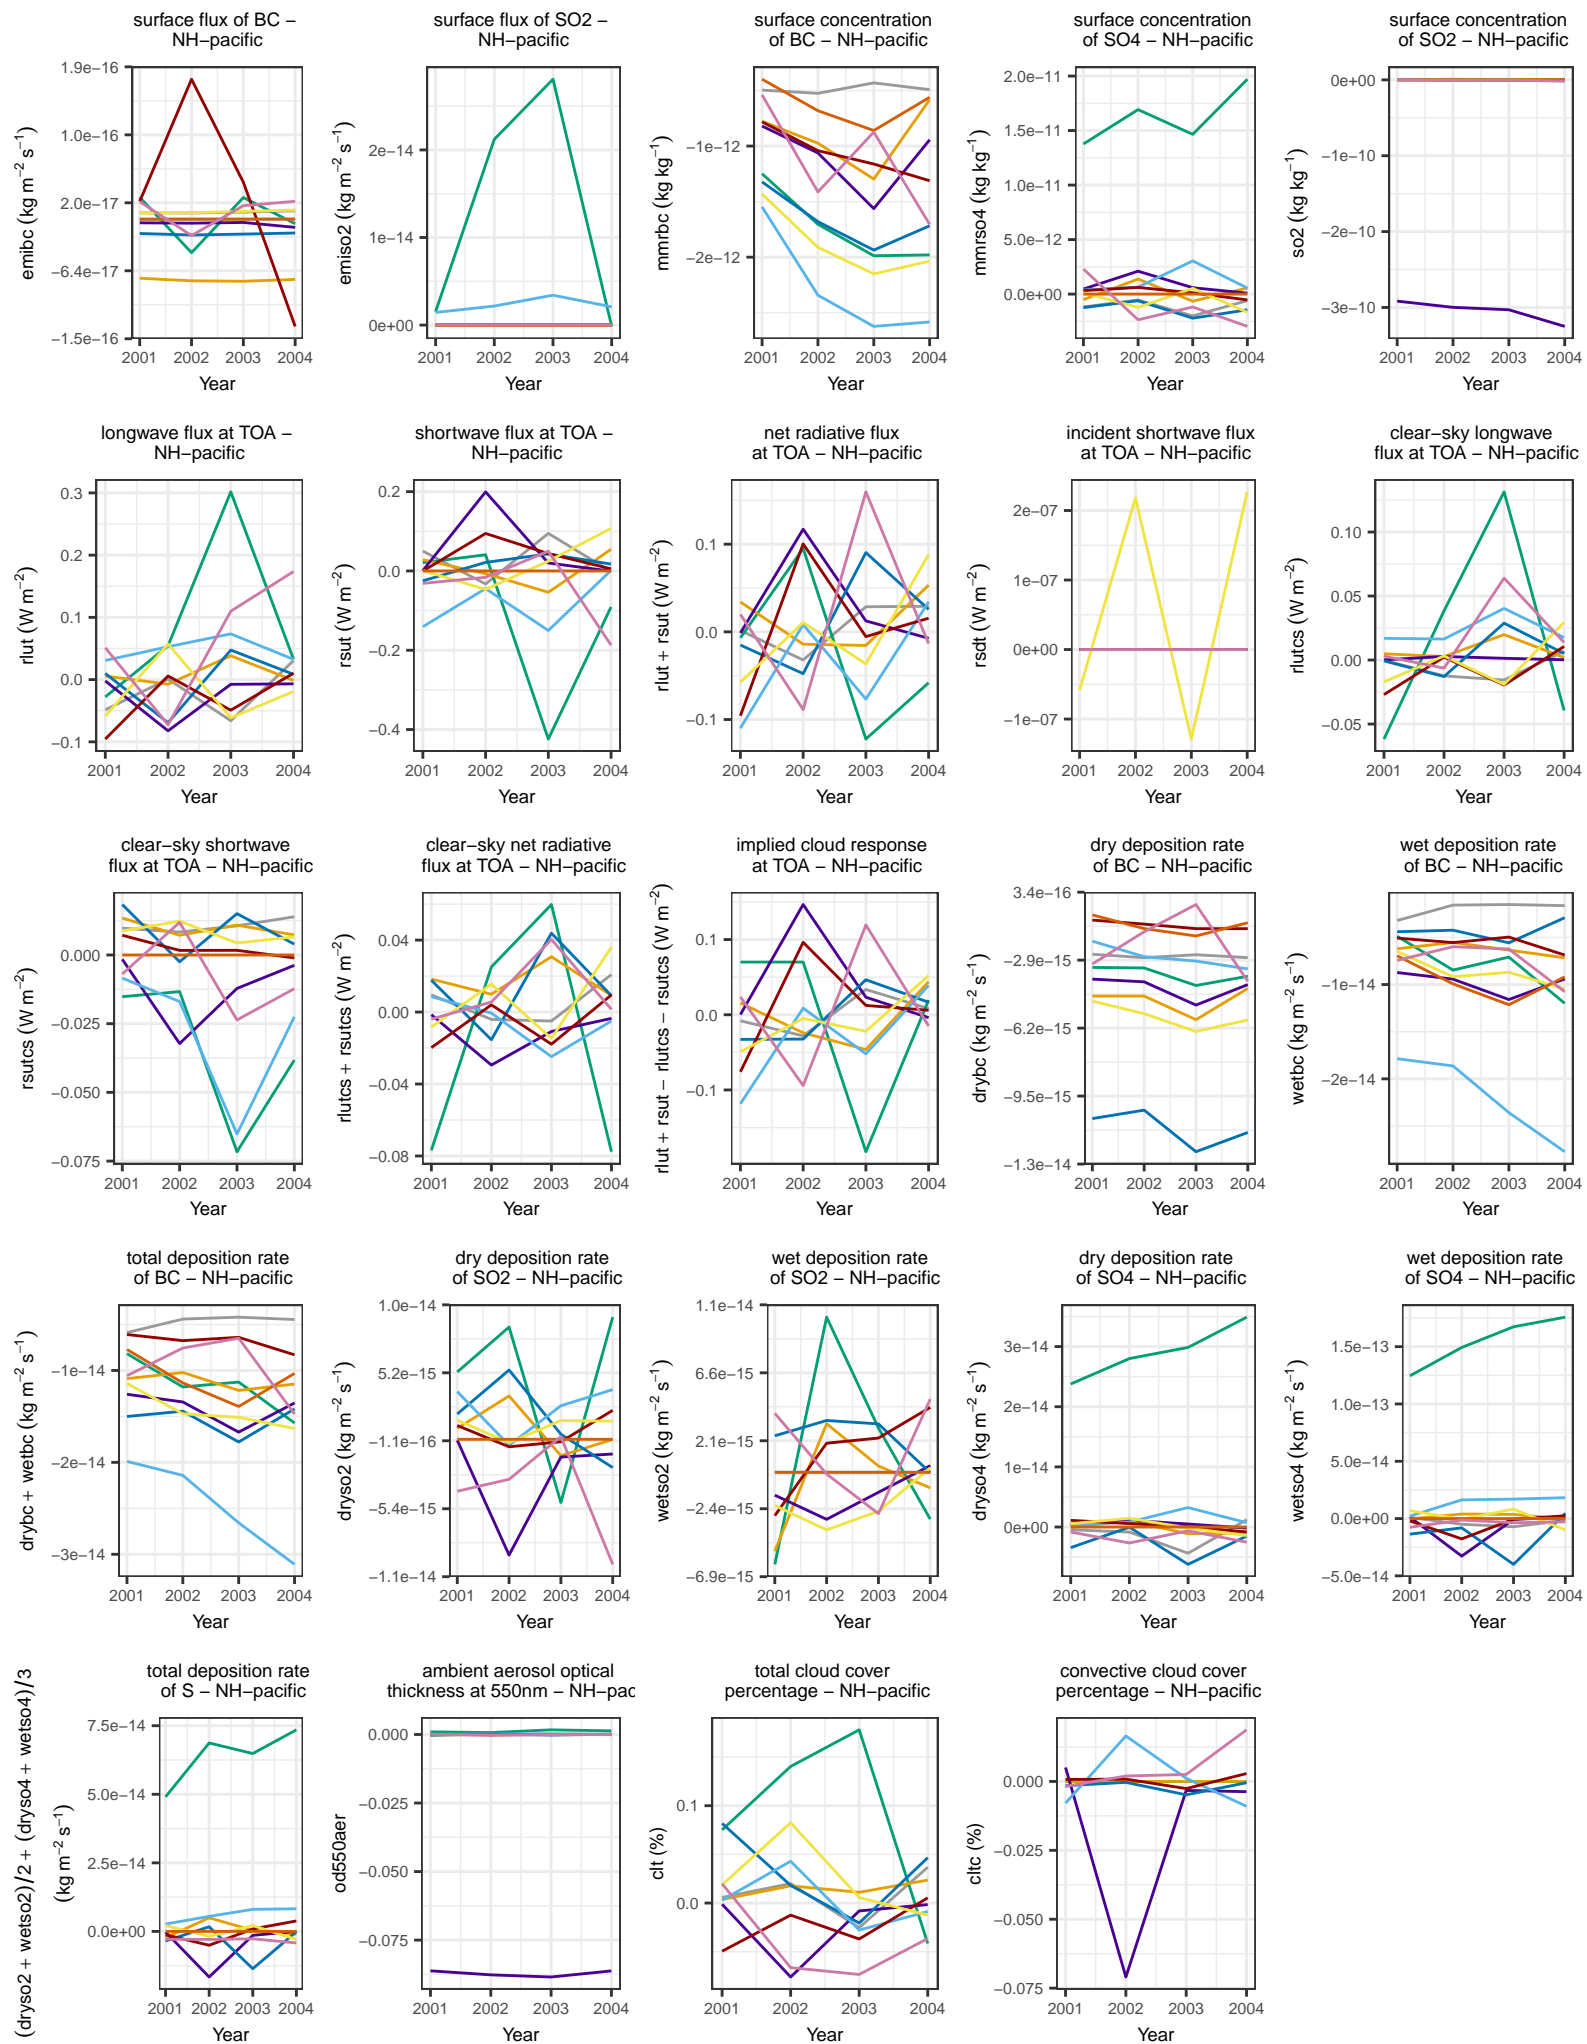 surface flux of BC −
NH−pacific
surface flux of SO2 −
NH−pacific
surface concentration
of BC − NH−pacific
surface concentration
of SO4 − NH−pacific
surface concentration
of SO2 − NH−pacific
emibc (kg m−2 s−1)
1.9e−16
1.0e−16
2.0e−17
−6.4e−17
−1.5e−16
2001 2002 2003 2004
Year
emiso2 (kg m−2 s−1)
2e−14
1e−14
0e+00
2001 2002 2003 2004
Year
mmrbc (kg kg−1)
−1e−12
−2e−12
2001 2002 2003 2004
Year
mmrso4 (kg kg−1)
2.0e−11
1.5e−11
1.0e−11
5.0e−12
0.0e+00
2001 2002 2003 2004
Year
so2 (kg kg−1)
0e+00
−1e−10
−2e−10
−3e−10
2001 2002 2003 2004
Year
longwave flux at TOA −
NH−pacific
shortwave flux at TOA −
NH−pacific
net radiative flux
at TOA − NH−pacific
incident shortwave flux
at TOA − NH−pacific
clear−sky longwave
flux at TOA − NH−pacific
rlut (W m−2)
0.3
0.2
0.1
0.0
−0.1
2001 2002 2003 2004
Year
rsut (W m−2)
0.2
0.0
−0.2
−0.4
2001 2002 2003 2004
Year
rlut + rsut (W m−2)
0.1
0.0
−0.1
2001 2002 2003 2004
Year
rsdt (W m−2)
2e−07
1e−07
0e+00
−1e−07
2001 2002 2003 2004
Year
rlutcs (W m−2)
0.10
0.05
0.00
−0.05
2001 2002 2003 2004
Year
clear−sky shortwave
flux at TOA − NH−pacific
clear−sky net radiative
flux at TOA − NH−pacific
implied cloud response
at TOA − NH−pacific
dry deposition rate
of BC − NH−pacific
wet deposition rate
of BC − NH−pacific
rsutcs (W m−2)
0.000
−0.025
−0.050
−0.075
2001 2002 2003 2004
Year
rlutcs + rsutcs (W m−2)
0.04
0.00
−0.04
−0.08
2001 2002 2003 2004
Year
rlut + rsut − rlutcs − rsutcs (W m−2)
0.1
0.0
−0.1
2001 2002 2003 2004
Year
drybc (kg m−2 s−1)
3.4e−16
−2.9e−15
−6.2e−15
−9.5e−15
−1.3e−14
2001 2002 2003 2004
Year
wetbc (kg m−2 s−1)
−1e−14
−2e−14
2001 2002 2003 2004
Year
total deposition rate
of BC − NH−pacific
dry deposition rate
of SO2 − NH−pacific
wet deposition rate
of SO2 − NH−pacific
dry deposition rate
of SO4 − NH−pacific
wet deposition rate
of SO4 − NH−pacific
drybc + wetbc (kg m−2 s−1)
−1e−14
−2e−14
−3e−14
2001 2002 2003 2004
Year
dryso2 (kg m−2 s−1)
1.0e−14
5.2e−15
−1.1e−16
−5.4e−15
−1.1e−14
2001 2002 2003 2004
Year
wetso2 (kg m−2 s−1)
1.1e−14
6.6e−15
2.1e−15
−2.4e−15
−6.9e−15
2001 2002 2003 2004
Year
dryso4 (kg m−2 s−1)
3e−14
2e−14
1e−14
0e+00
2001 2002 2003 2004
Year
wetso4 (kg m−2 s−1)
1.5e−13
1.0e−13
5.0e−14
0.0e+00
−5.0e−14
2001 2002 2003 2004
Year
total deposition rate
of S − NH−pacific
ambient aerosol optical
thickness at 550nm − NH−pac
total cloud cover
percentage − NH−pacific
convective cloud cover
percentage − NH−pacific
(dryso2 + wetso2)/2 + (dryso4 + wetso4)/3
(kg m−2 s−1)
7.5e−14
5.0e−14
2.5e−14
0.0e+00
2001 2002 2003 2004
Year
od550aer
0.000
−0.025
−0.050
−0.075
2001 2002 2003 2004
Year
clt (%)
0.1
0.0
2001 2002 2003 2004
Year
cltc (%)
0.000
−0.025
−0.050
−0.075
2001 2002 2003 2004
Year